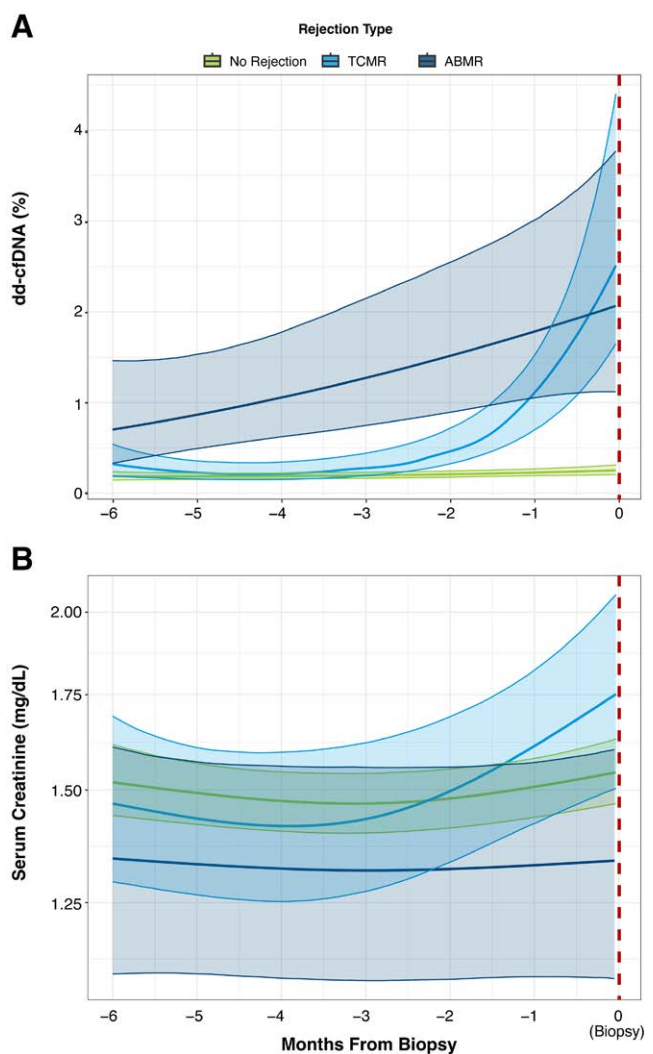 A
Rejection Type
No Rejection TCMR ABMR
dd-cfDNA (%)
4
3
2
1
0
−6 −5 −4 −3 −2 −1 0
B
Serum Creatinine (mg/dL)
2.00
1.75
1.50
1.25
−6 −5 −4 −3 −2 −1 0
(Biopsy)
Months From Biopsy